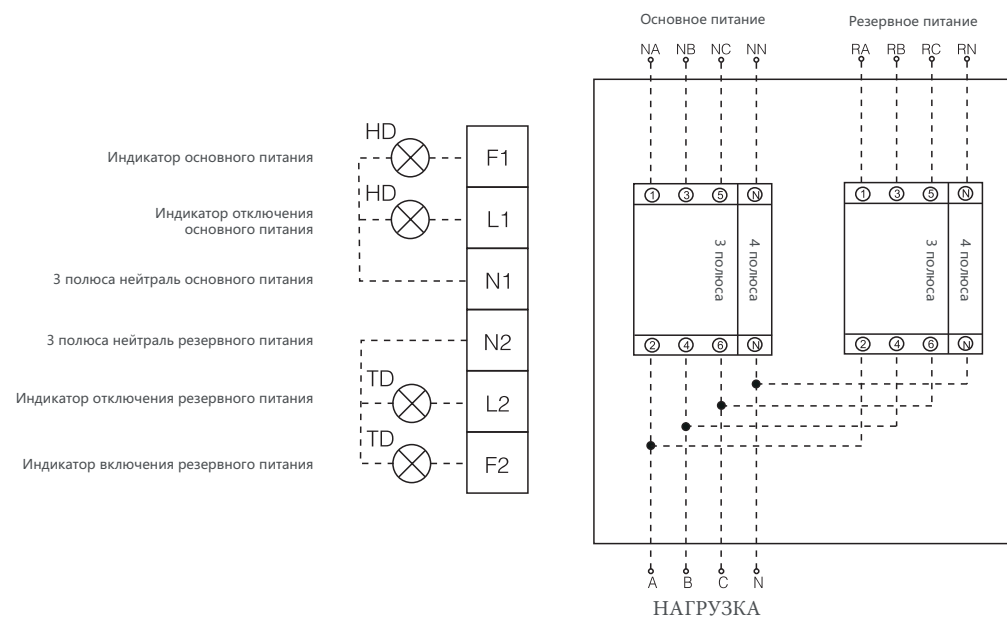 Основное питание
Резервное питание
NA NB NC NN
RA RB RC RN
HD
Индикатор основного питания
F1
HD
Индикатор отключения
основного питания
L1
3 полюса нейтраль основного питания
N1
3 полюса нейтраль резервного питания
N2
TD
Индикатор отключения резервного питания
L2
TD
Индикатор включения резервного питания
F2
1 3 5 N
3 полюса
4 полюса
2 4 6 N
1 3 5 N
3 полюса
4 полюса
2 4 6 N
A B C N
НАГРУЗКА